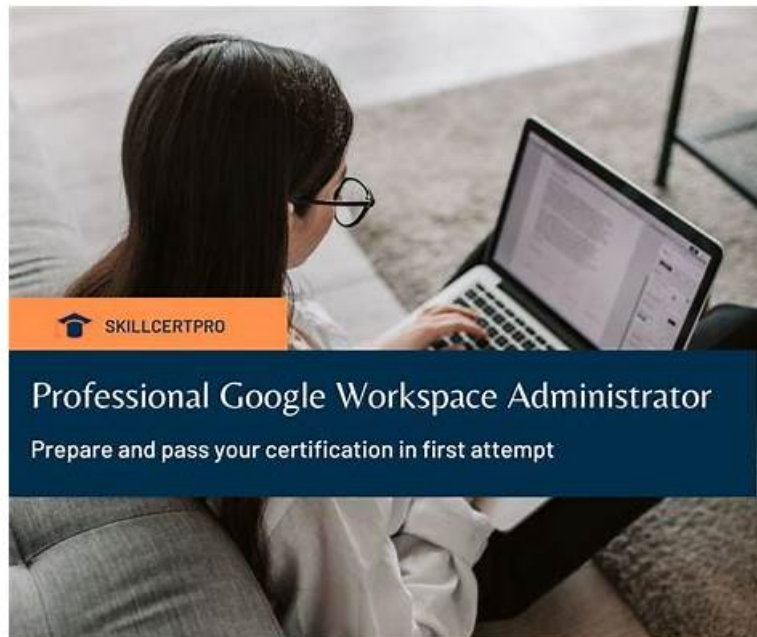 SKILLCERTPRO
Professional Google Workspace Administrator
Prepare and pass your certification in first attempt